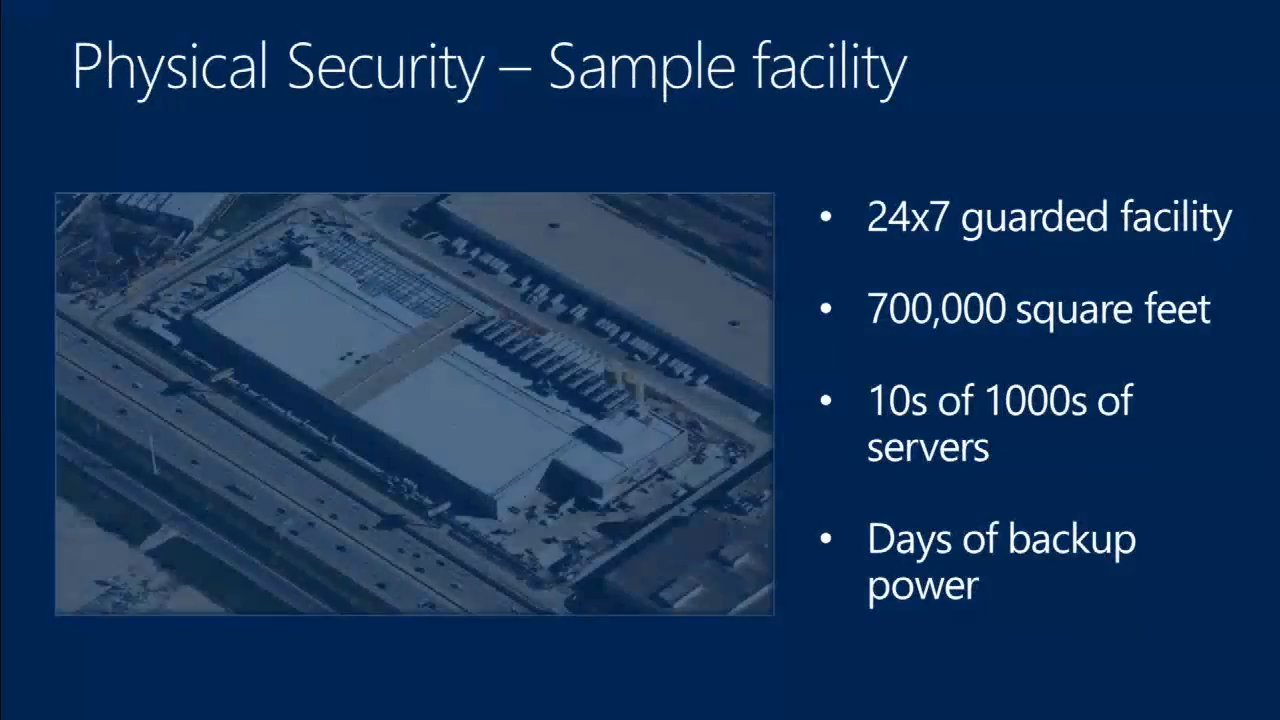 Physical Security – Sample facility
• 24x7 guarded facility
• 700,000 square feet
• 10s of 1000s of
servers
• Days of backup
power